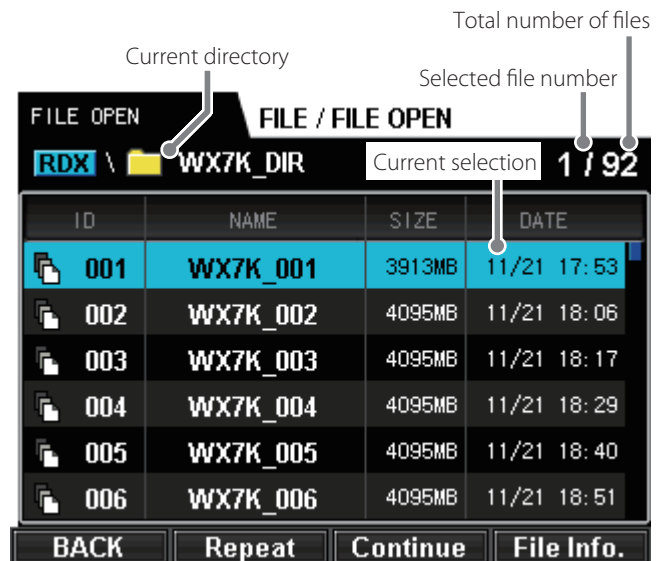 Total number of files
Current directory
Selected file number
FILE OPEN FILE / FILE OPEN
RDX \ WX7K_DIR Current selection 1 / 92
ID NAME SIZE DATE
001 WX7K_001 3913MB 11/21 17:53
002 WX7K_002 4095MB 11/21 18:06
003 WX7K_003 4095MB 11/21 18:17
004 WX7K_004 4095MB 11/21 18:29
005 WX7K_005 4095MB 11/21 18:40
006 WX7K_006 4095MB 11/21 18:51
BACK Repeat Continue File Info.